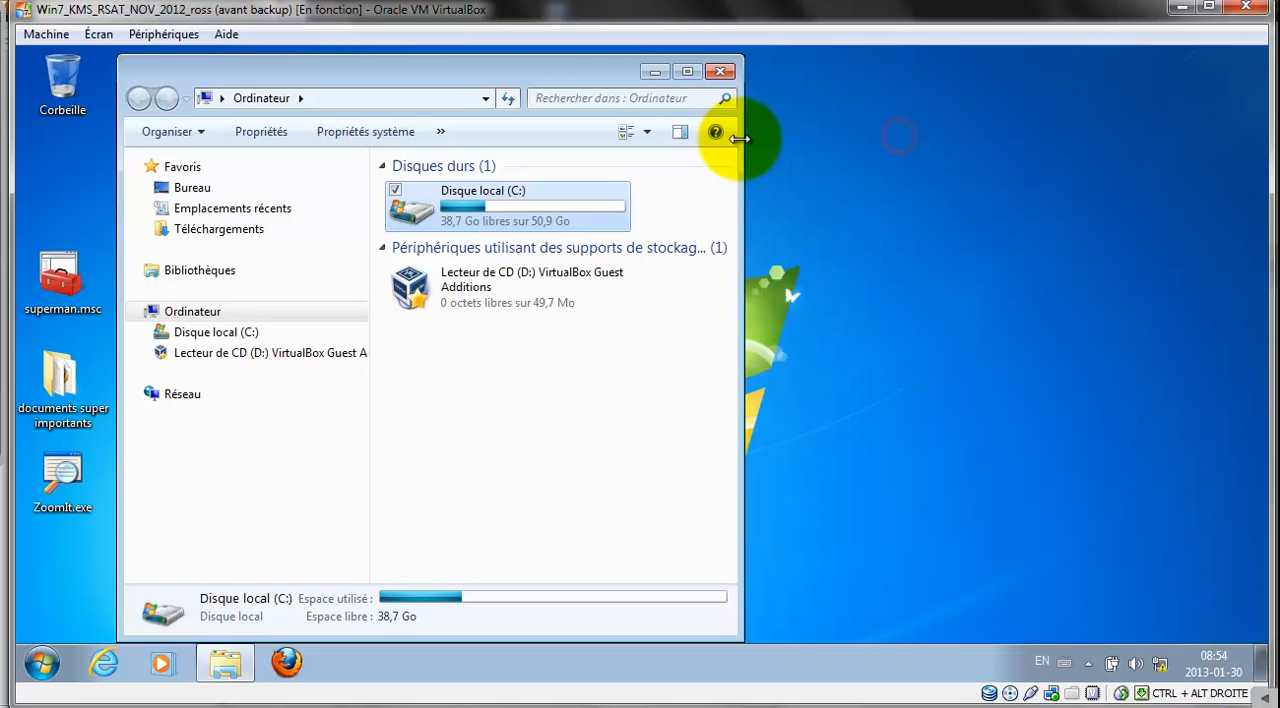 Win7_KMS_RSAT_NOV_2012_ross (avant backup) [En fonction] - Oracle VM VirtualBox
Machine Écran Périphériques Aide
Corbeille
Ordinateur
Rechercher dans : Ordinateur
Organiser Propriétés Propriétés système »
Favoris
Bureau
Emplacements récents
Téléchargements
Bibliothèques
Ordinateur
Disque local (C:)
Lecteur de CD (D:) VirtualBox Guest A
Réseau
Disques durs (1)
Disque local (C:)
38,7 Go libres sur 50,9 Go
Périphériques utilisant des supports de stockag... (1)
Lecteur de CD (D:) VirtualBox Guest
Additions
0 octets libres sur 49,7 Mo
superman.msc
documents super
importants
ZoomIt.exe
Disque local (C:) Espace utilisé :
Disque local Espace libre : 38,7 Go
EN
08:54
2013-01-30
CTRL + ALT DROITE